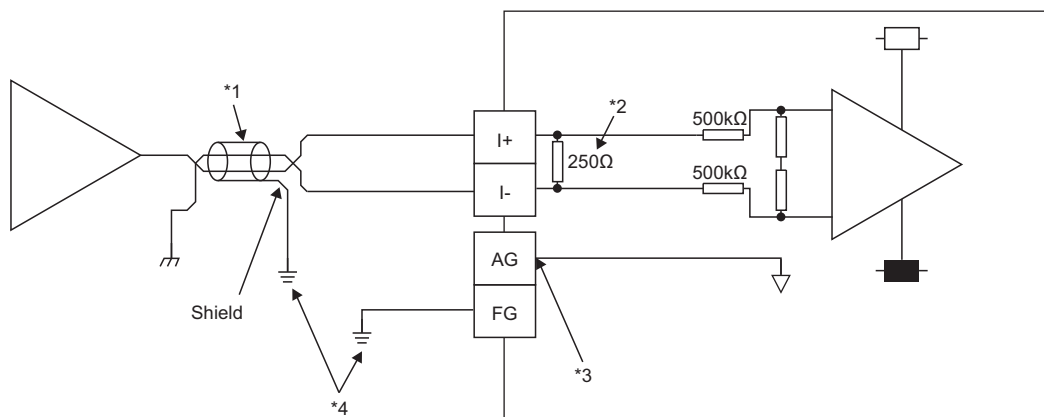 *1
*2
500kΩ
I+
250Ω
500kΩ
I-
AG
Shield
FG
*3
*4